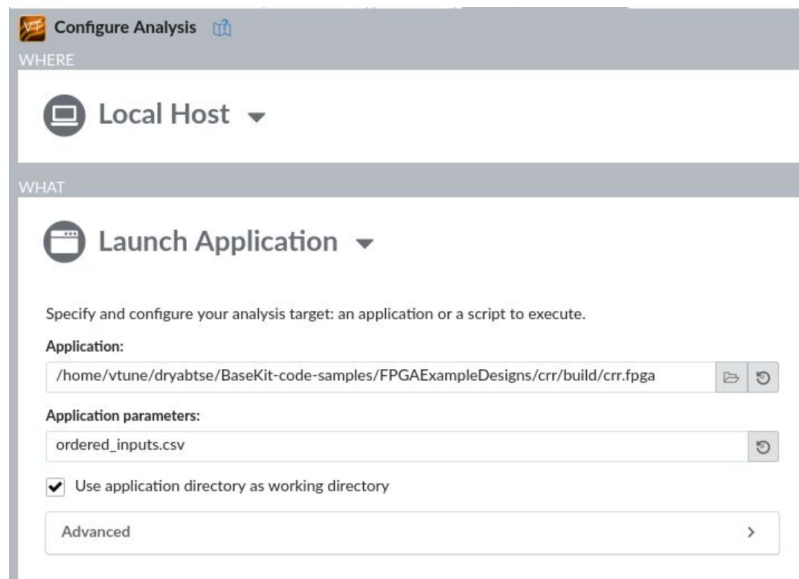 Configure Analysis
WHERE
Local Host
WHAT
Launch Application
Specify and configure your analysis target: an application or a script to execute.
Application:
/home/vtune/dryabtse/BaseKit-code-samples/FPGAExampleDesigns/crr/build/crr.fpga
Application parameters:
ordered_inputs.csv
Use application directory as working directory
Advanced